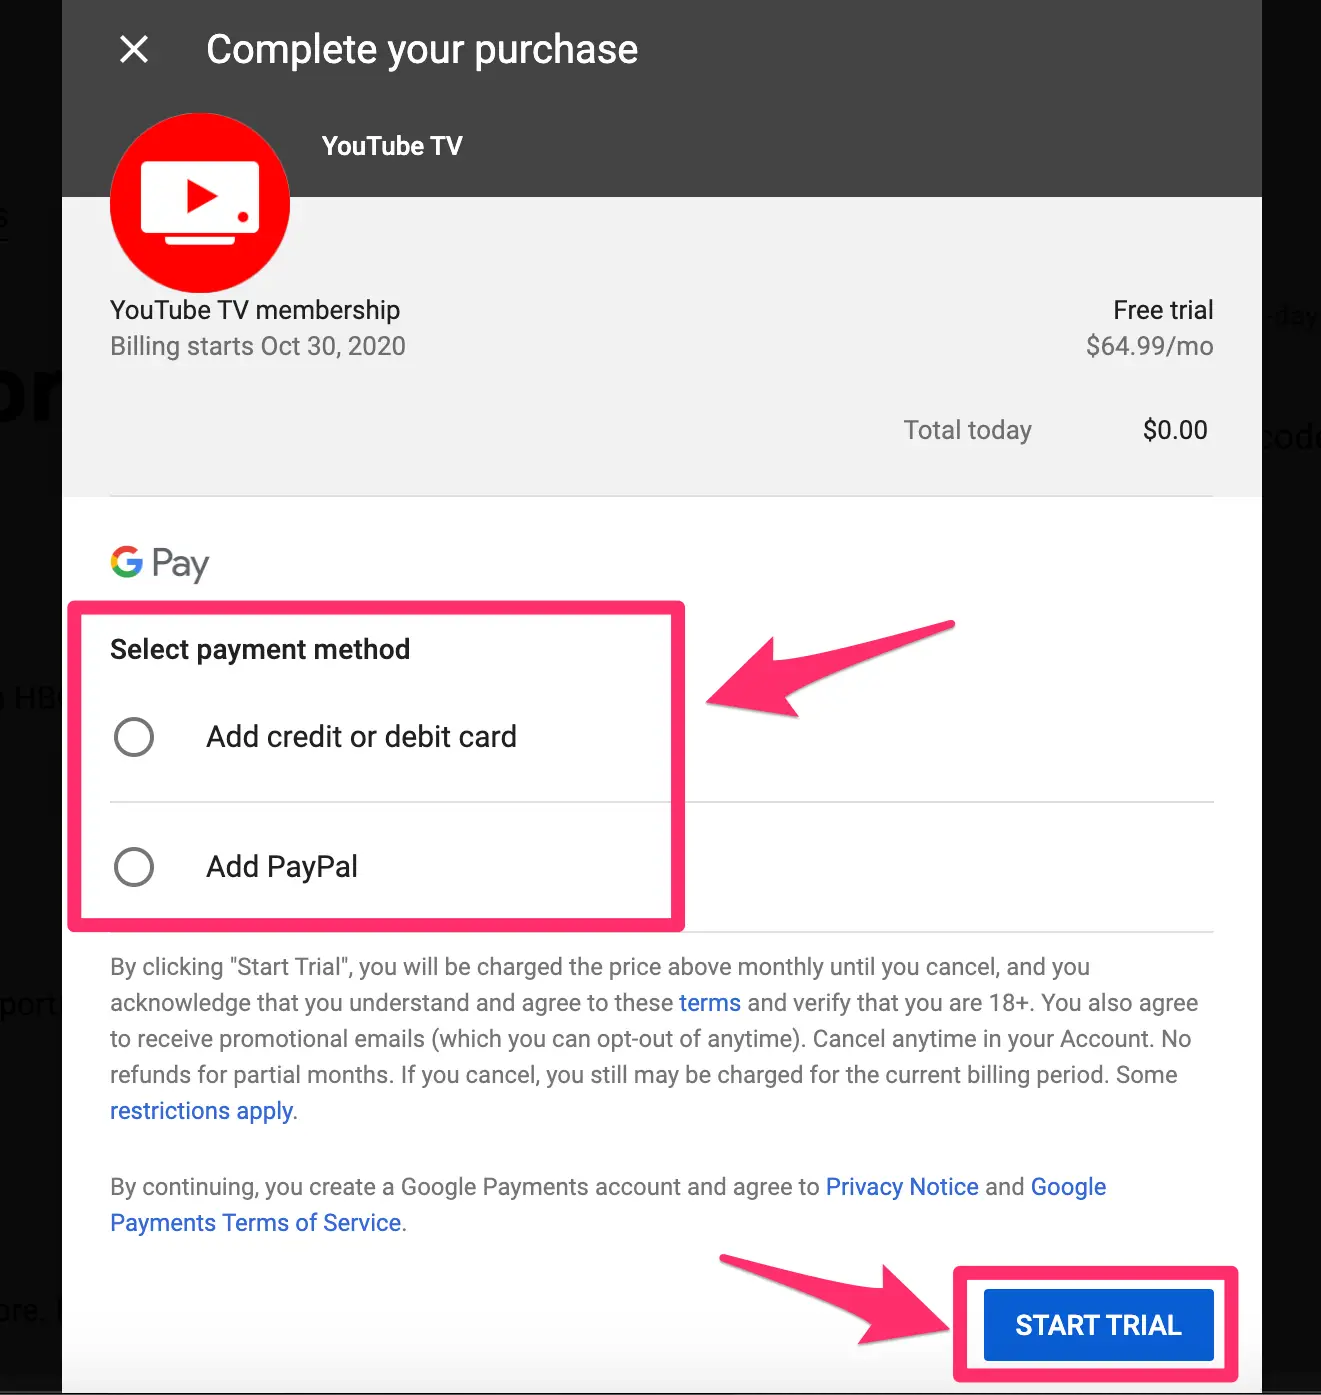 Complete your purchase
YouTube TV
YouTube TV membership
Free trial
Billing starts Oct 30, 2020
$64.99/mo
Total today
$0.00
G Pay
Select payment method
Add credit or debit card
Add PayPal
By clicking "Start Trial", you will be charged the price above monthly until you cancel, and you
acknowledge that you understand and agree to these terms and verify that you are 18+. You also agree
to receive promotional emails (which you can opt-out of anytime). Cancel anytime in your Account. No
refunds for partial months. If you cancel, you still may be charged for the current billing period. Some
restrictions apply.
By continuing, you create a Google Payments account and agree to Privacy Notice and Google
Payments Terms of Service.
START TRIAL